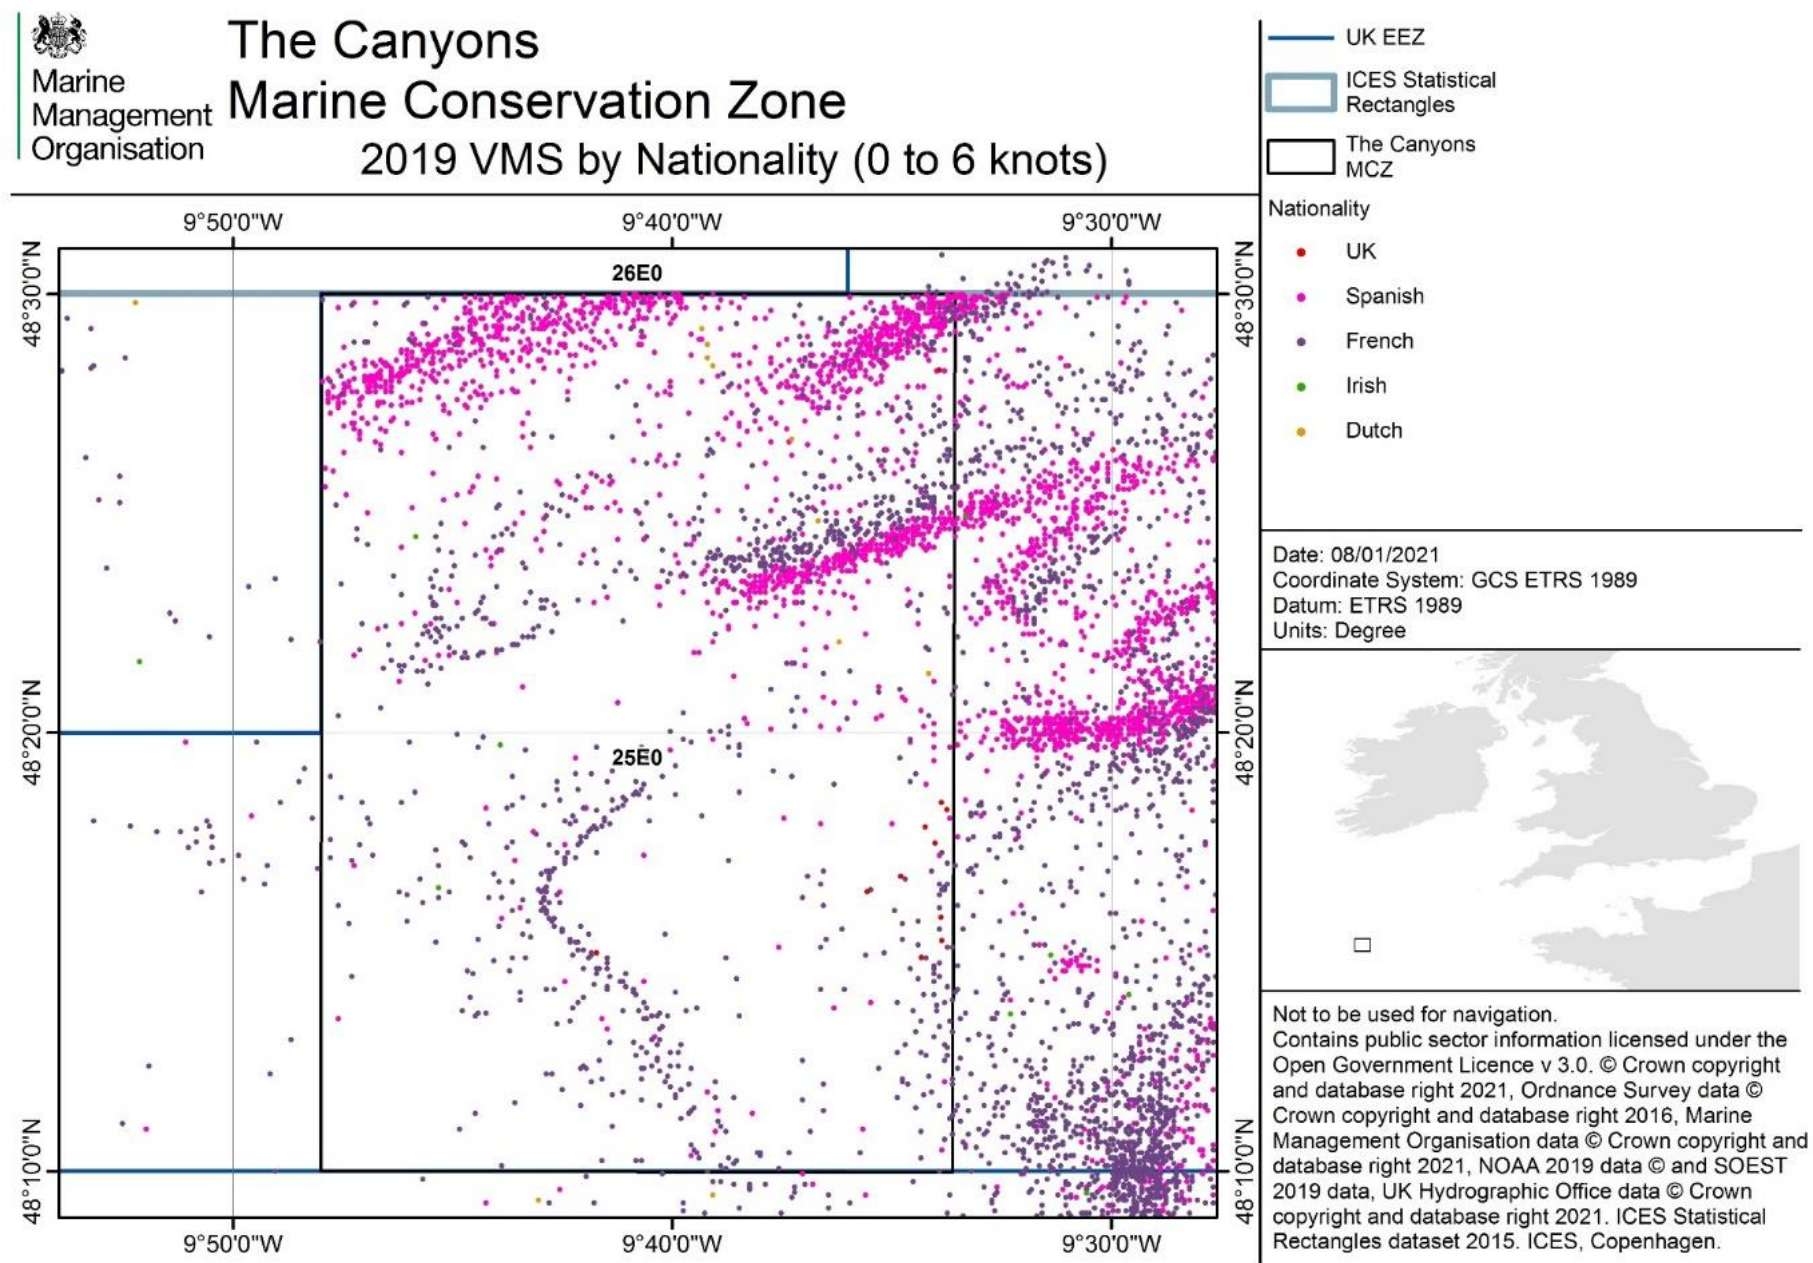 Marine
Management
Organisation
The Canyons
Marine Conservation Zone
2019 VMS by Nationality (0 to 6 knots)
9°50'0"W
9°40'0"W
9°30'0"W
48°30'0"N
48°30'0"N
26E0
48°20'0"N
48°20'0"N
25E0
48°10'0"N
48°10'0"N
9°50'0"W
9°40'0"W
9°30'0"W
UK EEZ
ICES Statistical
Rectangles
The Canyons
MCZ
Nationality
UK
Spanish
French
Irish
Dutch
Date: 08/01/2021
Coordinate System: GCS ETRS 1989
Datum: ETRS 1989
Units: Degree
Not to be used for navigation.
Contains public sector information licensed under the
Open Government Licence v 3.0. © Crown copyright
and database right 2021, Ordnance Survey data ©
Crown copyright and database right 2016, Marine
Management Organisation data © Crown copyright and
database right 2021, NOAA 2019 data © and SOEST
2019 data, UK Hydrographic Office data © Crown
copyright and database right 2021. ICES Statistical
Rectangles dataset 2015. ICES, Copenhagen.